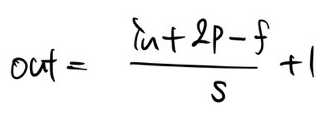 out = (in + 2p - f) / s + 1